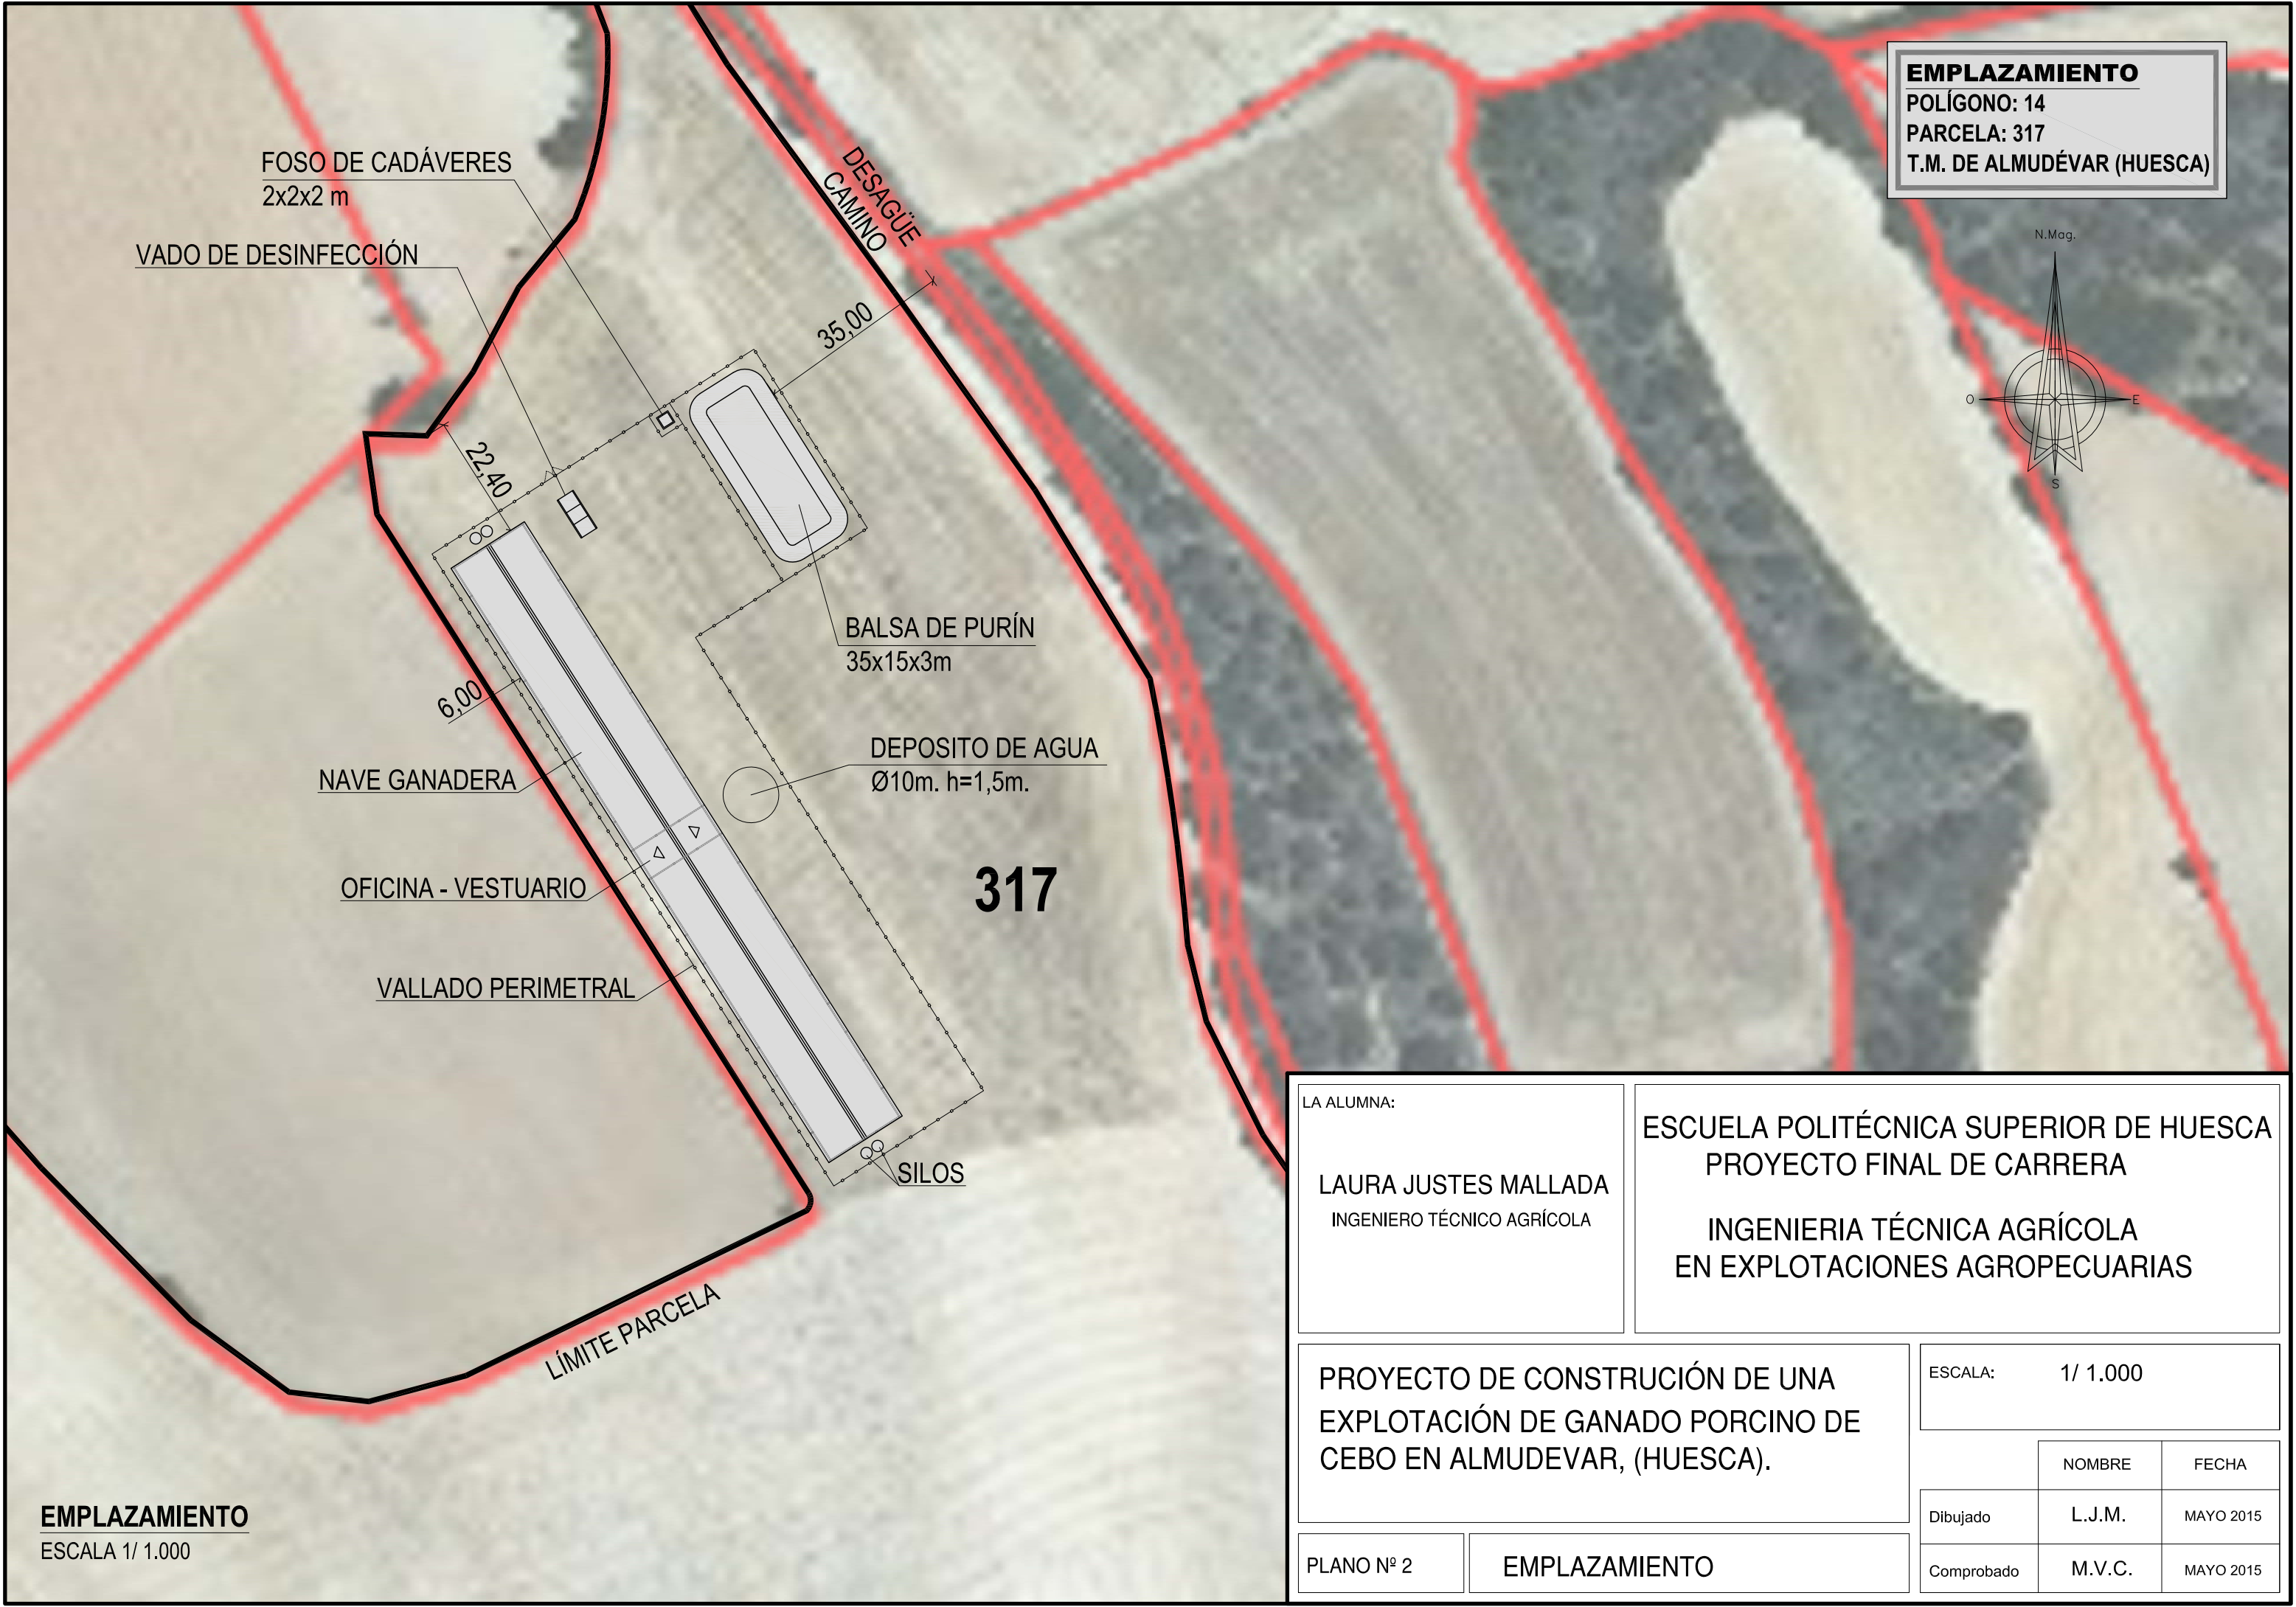 EMPLAZAMIENTO
POLÍGONO: 14
PARCELA: 317
T.M. DE ALMUDÉVAR (HUESCA)
N.Mag.
O
E
S
FOSO DE CADÁVERES
2x2x2 m
VADO DE DESINFECCIÓN
DESAGÜE
CAMINO
35,00
22,40
BALSA DE PURÍN
35x15x3m
6,00
NAVE GANADERA
DEPOSITO DE AGUA
Ø10m. h=1,5m.
OFICINA - VESTUARIO
317
VALLADO PERIMETRAL
SILOS
LÍMITE PARCELA
EMPLAZAMIENTO
ESCALA 1/ 1.000
LA ALUMNA:
LAURA JUSTES MALLADA
INGENIERO TÉCNICO AGRÍCOLA
ESCUELA POLITÉCNICA SUPERIOR DE HUESCA
PROYECTO FINAL DE CARRERA
INGENIERIA TÉCNICA AGRÍCOLA
EN EXPLOTACIONES AGROPECUARIAS
PROYECTO DE CONSTRUCIÓN DE UNA
EXPLOTACIÓN DE GANADO PORCINO DE
CEBO EN ALMUDEVAR, (HUESCA).
ESCALA: 1/ 1.000
NOMBRE FECHA
Dibujado L.J.M. MAYO 2015
Comprobado M.V.C. MAYO 2015
PLANO Nº 2
EMPLAZAMIENTO